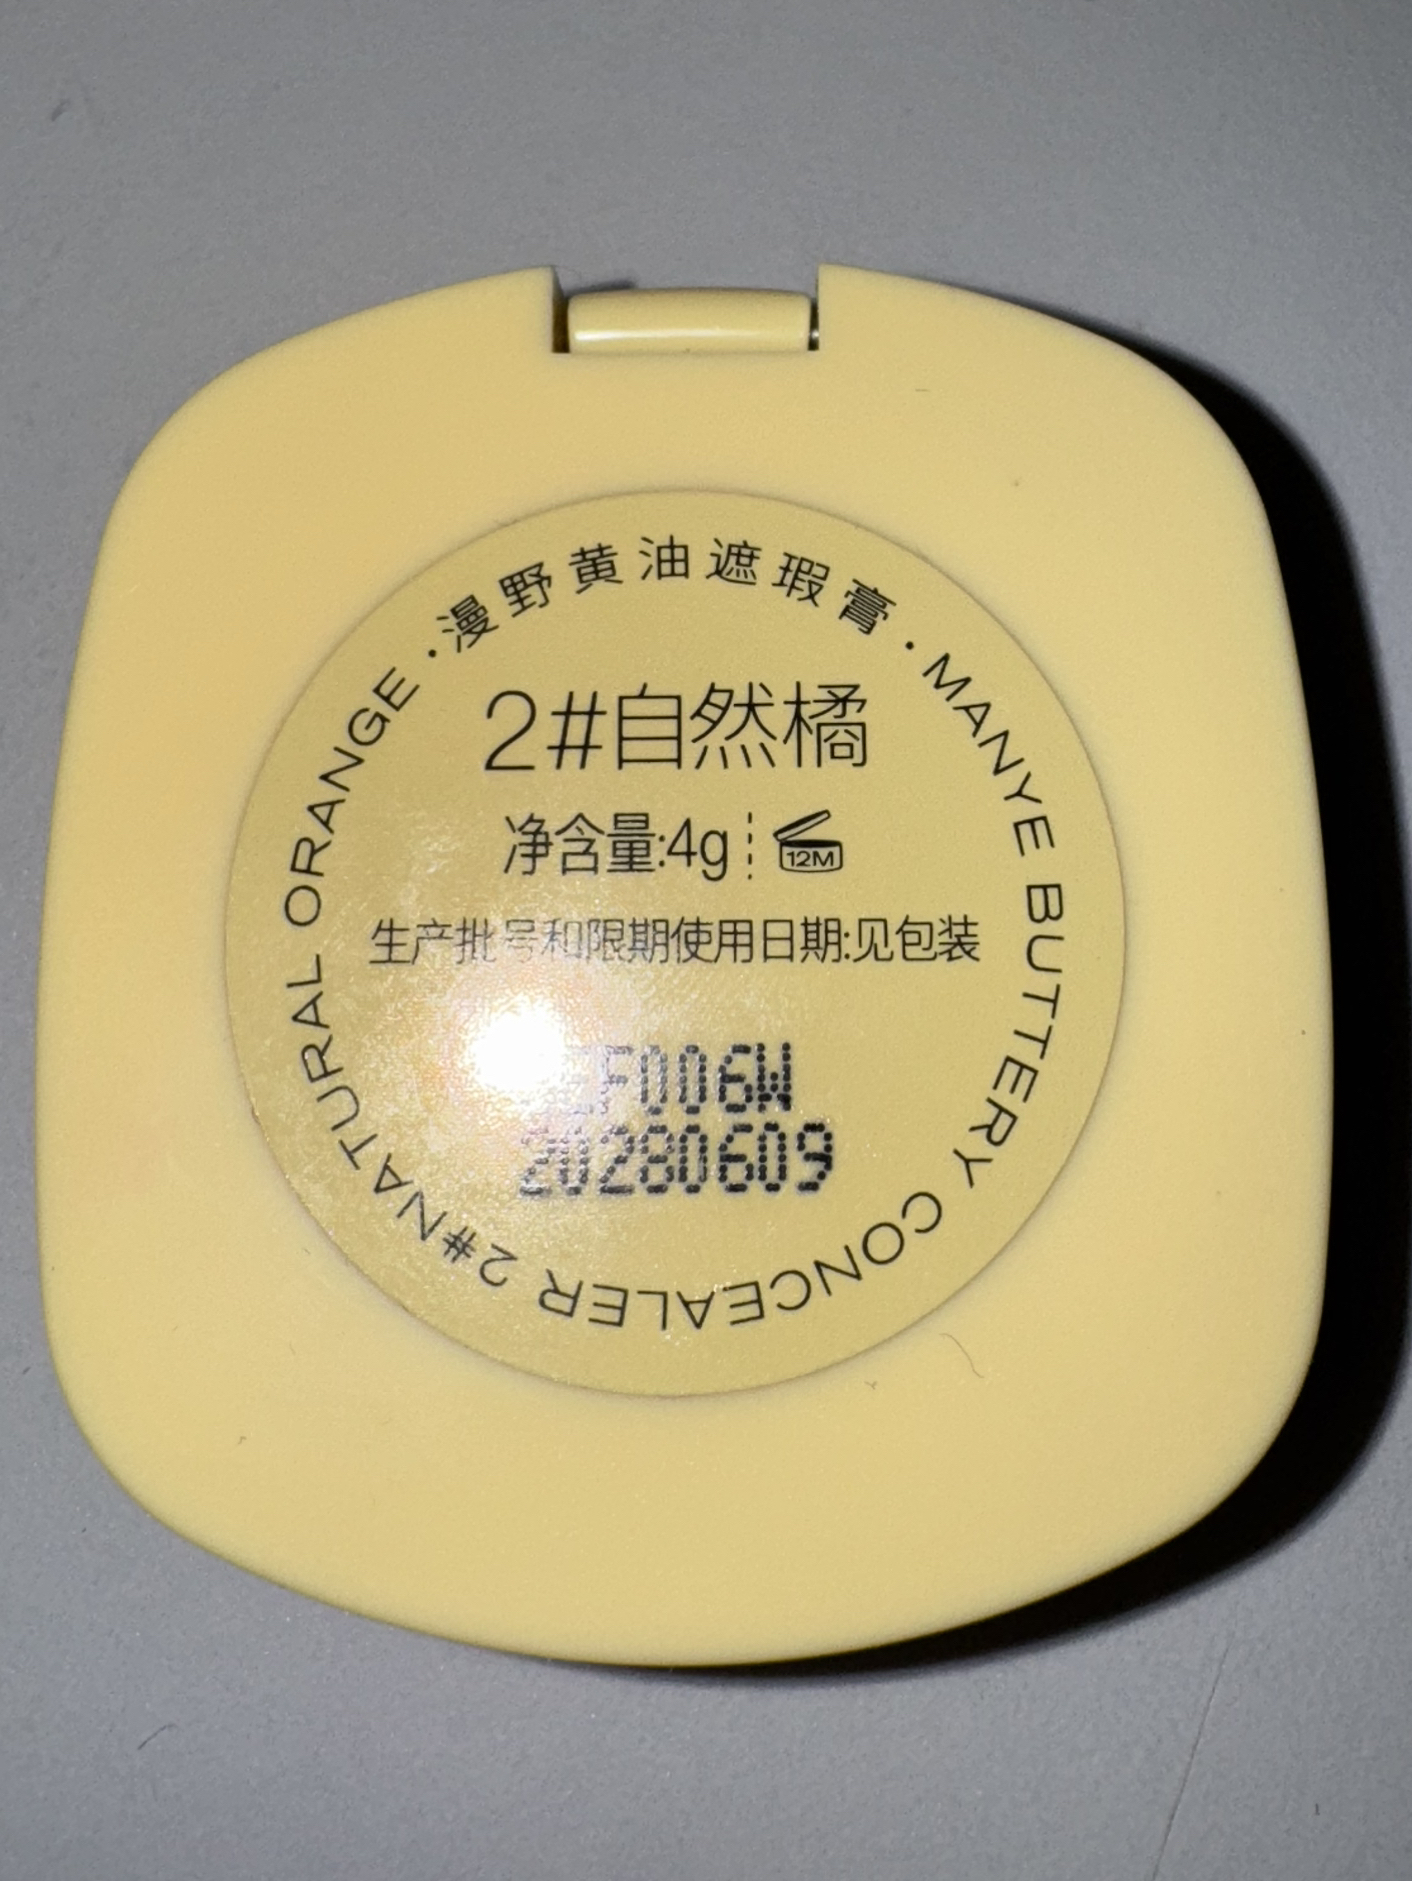 ·漫野黄油遮瑕膏·MANYE BUTTERY CONCEALER 2#NATURAL ORANGE
2#自然橘
净含量:4g
12M
生产批号和限期使用日期:见包装
20280609